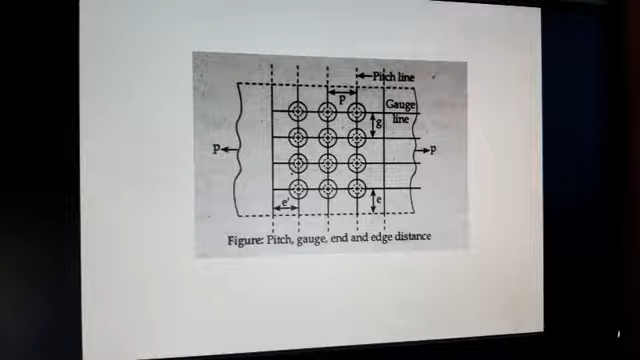 Pitch line
P
Gauge
line
g
P
P
e'
e
Figure: Pitch, gauge, end and edge distance